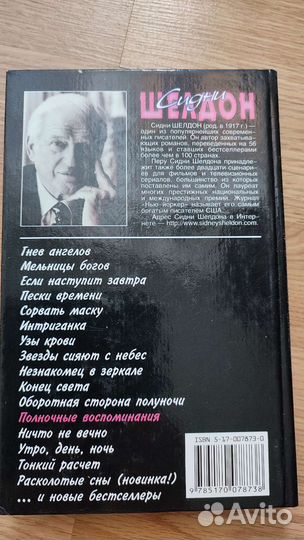 Сидни
ШЕЛДОН
Сидни ШЕЛДОН (род. в 1917 г.) —
один из популярнейших современ-
ных писателей. Он автор захватыва-
ющих романов, переведенных на 56
языков и ставших бестселлерами
более чем в 100 странах.
Перу Сидни Шелдона принадле-
жит также более двадцати сценари-
ев для фильмов и телевизионных
сериалов, большинство из которых
поставлены им самим. Он лауреат
многих престижных национальных
и международных премий. Журнал
«Нью-йоркер» называет его самым
богатым писателем США.
Адрес Сидни Шелдона в Интер-
нете — http://www.sidneysheldon.com
Гнев ангелов
Мельницы богов
Если наступит завтра
Пески времени
Сорвать маску
Интриганка
Узы крови
Звезды сияют с небес
Незнакомец в зеркале
Конец света
Оборотная сторона полуночи
Полночные воспоминания
Ничто не вечно
Утро, день, ночь
Тонкий расчет
Расколотые сны (новинка!)
... и новые бестселлеры
ISBN 5-17-007873-0
9785170078738
Avito